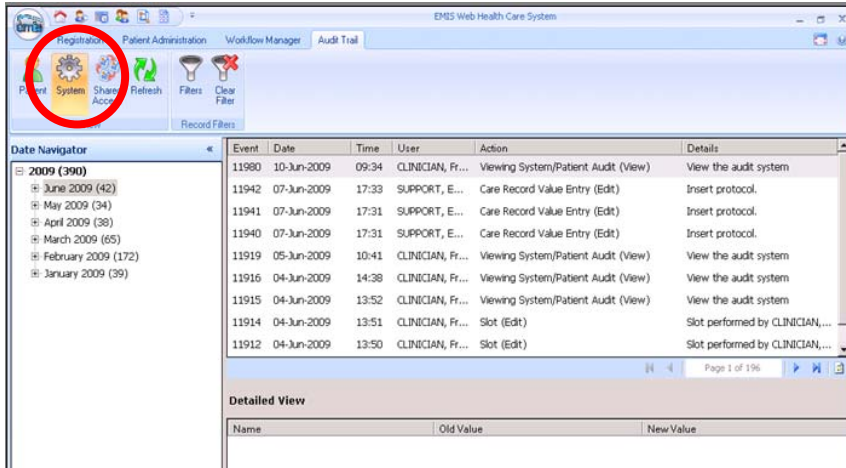 EMIS Web Health Care System
emis
Registration Patient Administration Workflow Manager Audit Trail
Patient System Shared Access Refresh Filters Clear Filter
Record Filters
Date Navigator «
2009 (390)
June 2009 (42)
May 2009 (34)
April 2009 (38)
March 2009 (65)
February 2009 (172)
January 2009 (39)
Event Date Time User Action Details
11980 10-Jun-2009 09:34 CLINICIAN, Fr... Viewing System/Patient Audit (View) View the audit system
11942 07-Jun-2009 17:33 SUPPORT, E... Care Record Value Entry (Edit) Insert protocol.
11941 07-Jun-2009 17:31 SUPPORT, E... Care Record Value Entry (Edit) Insert protocol.
11940 07-Jun-2009 17:31 SUPPORT, E... Care Record Value Entry (Edit) Insert protocol.
11919 05-Jun-2009 10:41 CLINICIAN, Fr... Viewing System/Patient Audit (View) View the audit system
11916 04-Jun-2009 14:38 CLINICIAN, Fr... Viewing System/Patient Audit (View) View the audit system
11915 04-Jun-2009 13:52 CLINICIAN, Fr... Viewing System/Patient Audit (View) View the audit system
11914 04-Jun-2009 13:51 CLINICIAN, Fr... Slot (Edit) Slot performed by CLINICIAN,...
11912 04-Jun-2009 13:50 CLINICIAN, Fr... Slot (Edit) Slot performed by CLINICIAN,...
Page 1 of 196
Detailed View
Name Old Value New Value